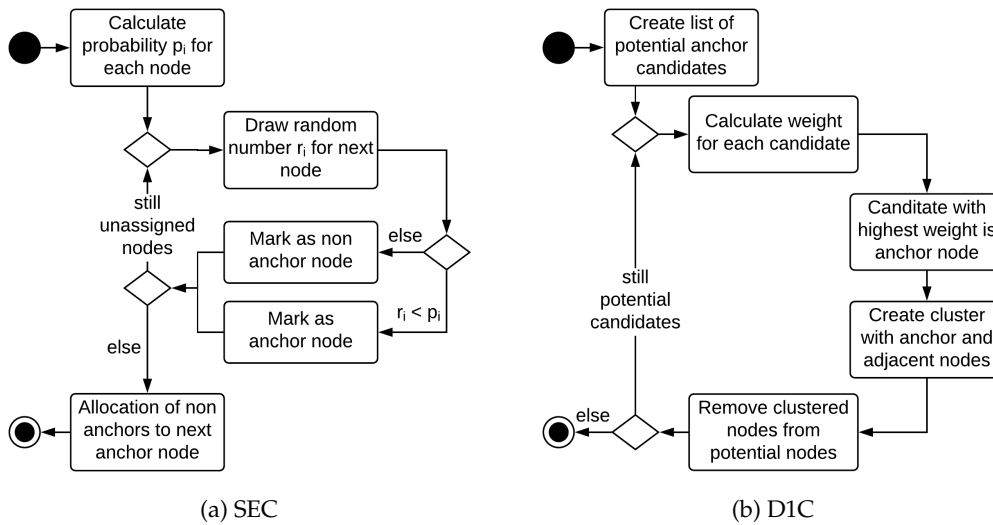 Calculate
probability pᵢ for
each node
Draw random
number rᵢ for next
node
still
unassigned
nodes
else
Mark as non
anchor node
rᵢ < pᵢ
Mark as
anchor node
else
Allocation of non
anchors to next
anchor node
(a) SEC
Create list of
potential anchor
candidates
Calculate weight
for each candidate
Canditate with
highest weight is
anchor node
still
potential
candidates
Create cluster
with anchor and
adjacent nodes
else
Remove clustered
nodes from
potential nodes
(b) D1C